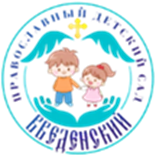 ПРАВОСЛАВНЫЙ ДЕТСКИЙ САД
ВВЕДЕНСКИЙ